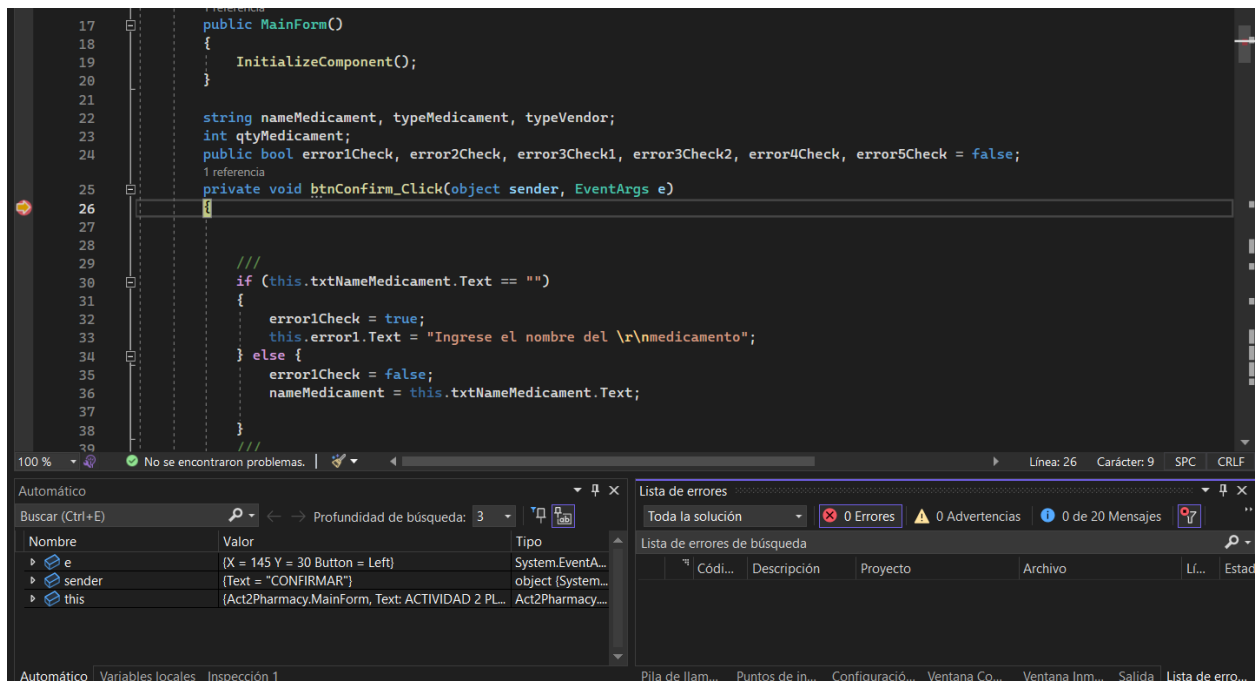 1 referencia
17 public MainForm()
18 {
19 InitializeComponent();
20 }
21
22 string nameMedicament, typeMedicament, typeVendor;
23 int qtyMedicament;
24 public bool error1Check, error2Check, error3Check1, error3Check2, error4Check, error5Check = false;
1 referencia
25 private void btnConfirm_Click(object sender, EventArgs e)
26 {
27
28
29 ///
30 if (this.txtNameMedicament.Text == "")
31 {
32 error1Check = true;
33 this.error1.Text = "Ingrese el nombre del \r\nmedicamento";
34 } else {
35 error1Check = false;
36 nameMedicament = this.txtNameMedicament.Text;
37
38 }
39 ///
100 % No se encontraron problemas. Línea: 26 Carácter: 9 SPC CRLF
Automático
Buscar (Ctrl+E) Profundidad de búsqueda: 3
Nombre Valor Tipo
e {X = 145 Y = 30 Button = Left} System.EventA...
sender {Text = "CONFIRMAR"} object {System...
this {Act2Pharmacy.MainForm, Text: ACTIVIDAD 2 PL... Act2Pharmacy....
Automático Variables locales Inspección 1
Lista de errores
Toda la solución 0 Errores 0 Advertencias 0 de 20 Mensajes
Lista de errores de búsqueda
Códi... Descripción Proyecto Archivo Lí... Estad
Pila de llam... Puntos de in... Configuració... Ventana Co... Ventana Inm... Salida Lista de erro...